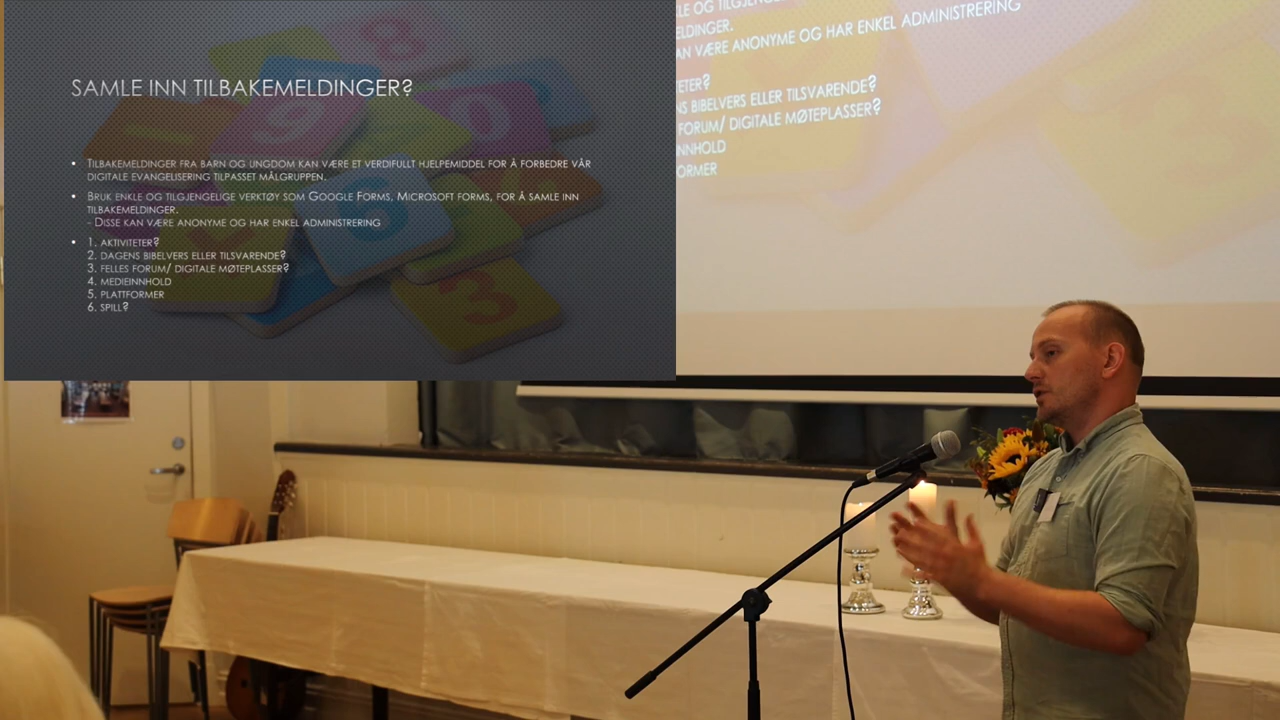 SAMLE INN TILBAKEMELDINGER?
• TILBAKEMELDINGER FRA BARN OG UNGDOM KAN VÆRE ET VERDIFULLT HJELPEMIDDEL FOR Å FORBEDRE VÅR
DIGITALE EVANGELISERING TILPASSET MÅLGRUPPEN.
• BRUK ENKLE OG TILGJENGELIGE VERKTØY SOM GOOGLE FORMS, MICROSOFT FORMS, FOR Å SAMLE INN
TILBAKEMELDINGER.
- DISSE KAN VÆRE ANONYME OG HAR ENKEL ADMINISTRERING
• 1. AKTIVITETER?
2. DAGENS BIBELVERS ELLER TILSVARENDE?
3. FELLES FORUM/ DIGITALE MØTEPLASSER?
4. MEDIEINNHOLD
5. PLATTFORMER
6. SPILL?
LE OG TILGJENGE
ELDINGER.
AN VÆRE ANONYME OG HAR ENKEL ADMINISTRERING
ETER?
NS BIBELVERS ELLER TILSVARENDE?
FORUM/ DIGITALE MØTEPLASSER?
NNHOLD
ORMER